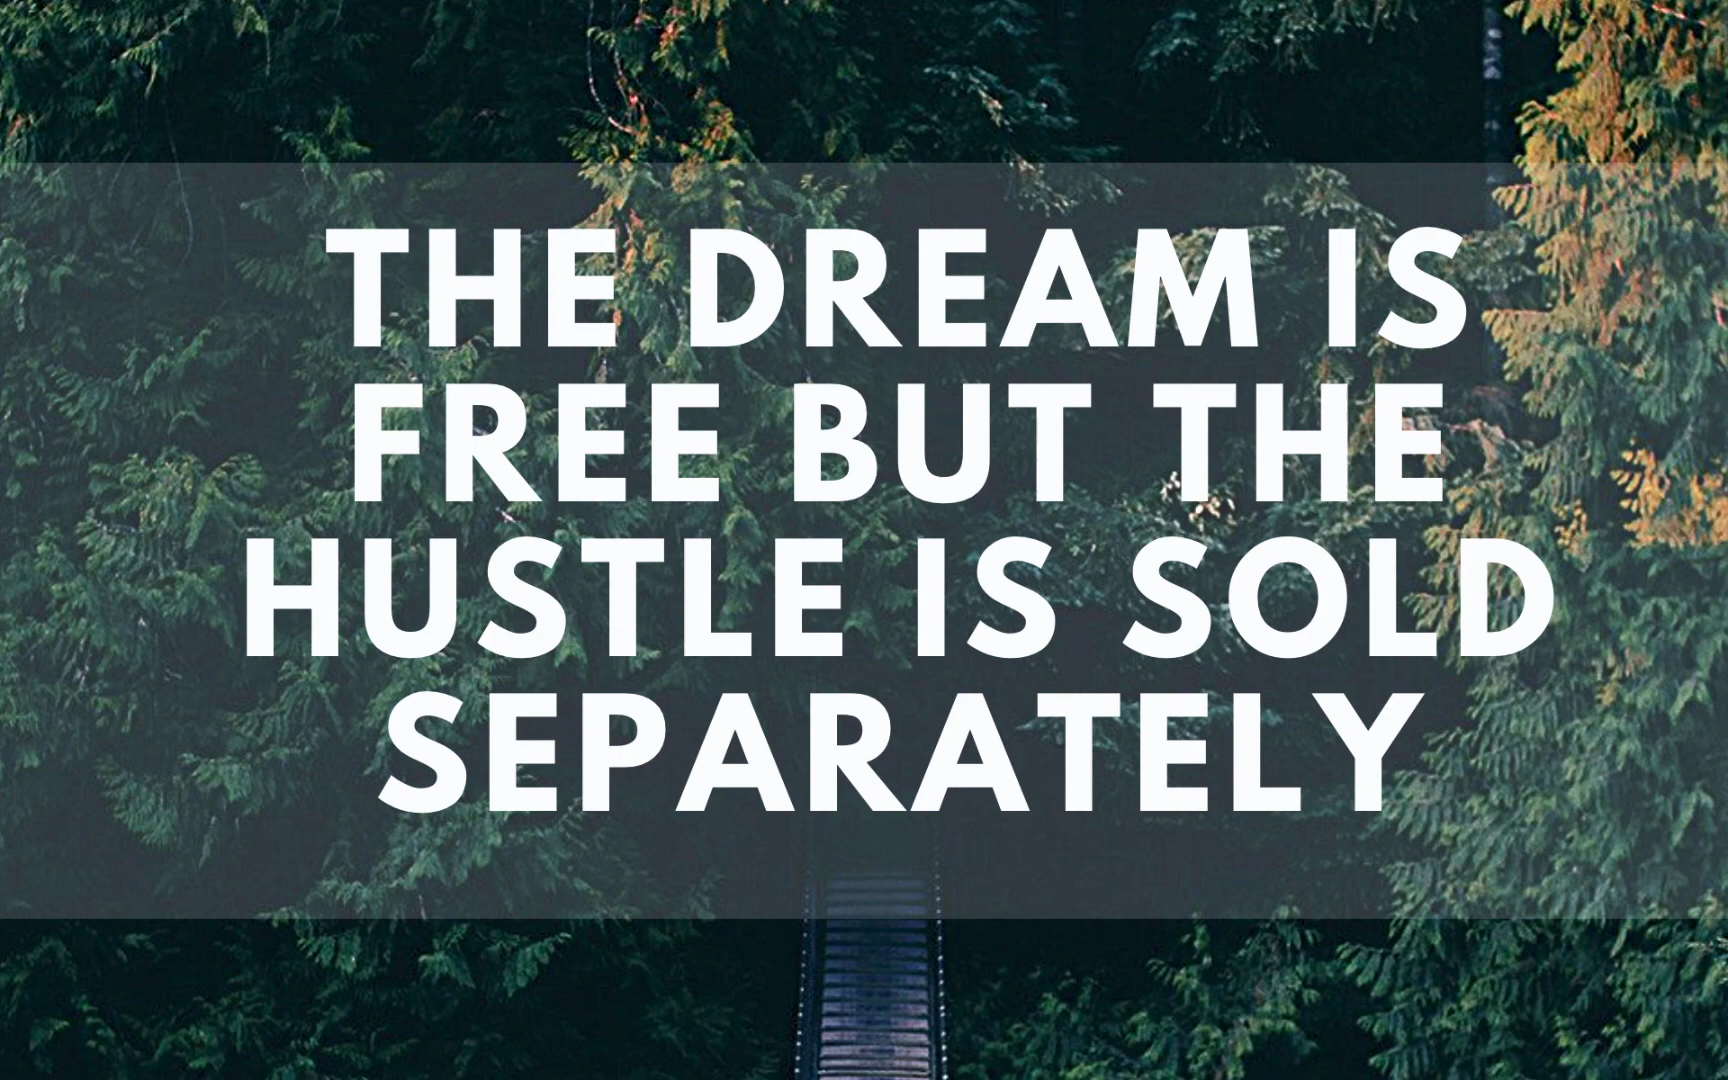 THE DREAM IS
FREE BUT THE
HUSTLE IS SOLD
SEPARATELY